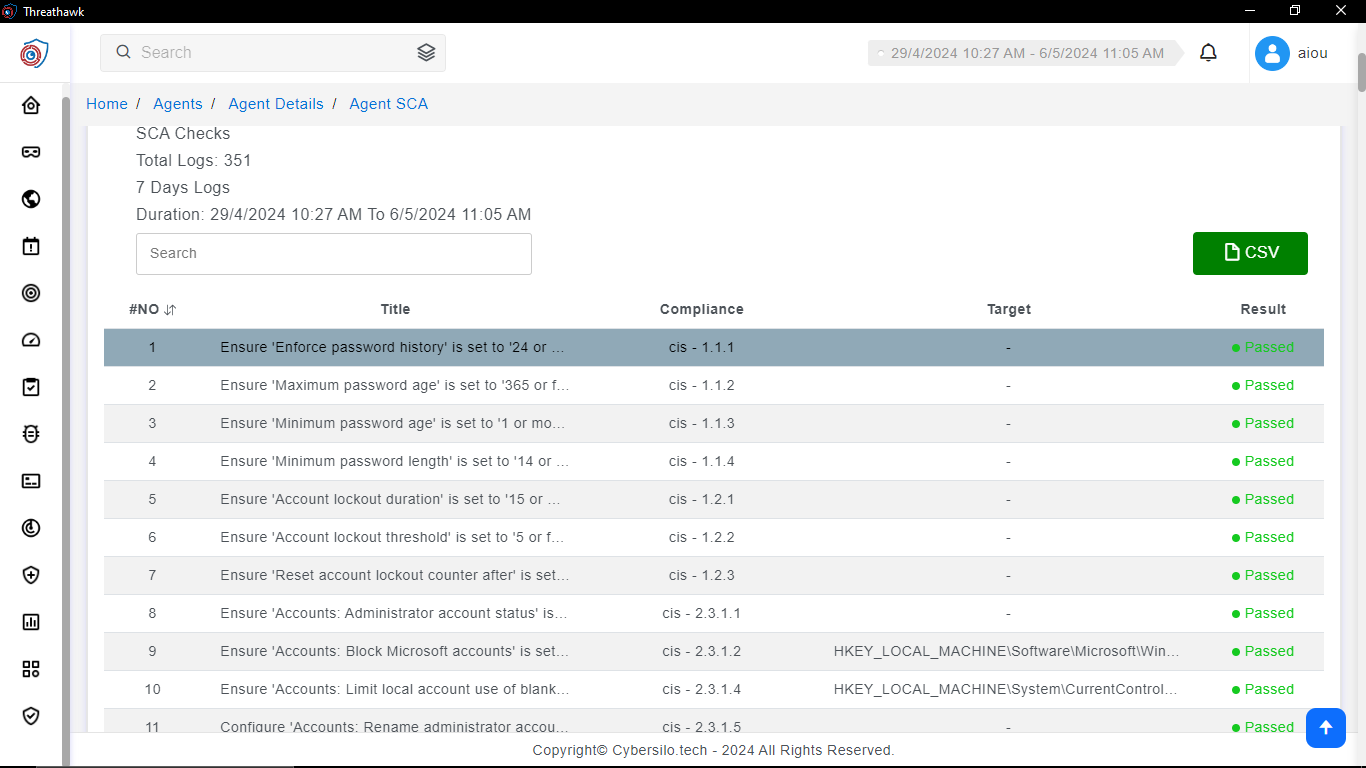 Threathawk
Search
29/4/2024 10:27 AM - 6/5/2024 11:05 AM
aiou
Home / Agents / Agent Details / Agent SCA
SCA Checks
Total Logs: 351
7 Days Logs
Duration: 29/4/2024 10:27 AM To 6/5/2024 11:05 AM
Search
CSV
#NO Title Compliance Target Result
1 Ensure 'Enforce password history' is set to '24 or ... cis - 1.1.1 - Passed
2 Ensure 'Maximum password age' is set to '365 or f... cis - 1.1.2 - Passed
3 Ensure 'Minimum password age' is set to '1 or mo... cis - 1.1.3 - Passed
4 Ensure 'Minimum password length' is set to '14 or ... cis - 1.1.4 - Passed
5 Ensure 'Account lockout duration' is set to '15 or ... cis - 1.2.1 - Passed
6 Ensure 'Account lockout threshold' is set to '5 or f... cis - 1.2.2 - Passed
7 Ensure 'Reset account lockout counter after' is set... cis - 1.2.3 - Passed
8 Ensure 'Accounts: Administrator account status' is... cis - 2.3.1.1 - Passed
9 Ensure 'Accounts: Block Microsoft accounts' is set... cis - 2.3.1.2 HKEY_LOCAL_MACHINE\Software\Microsoft\Win... Passed
10 Ensure 'Accounts: Limit local account use of blank... cis - 2.3.1.4 HKEY_LOCAL_MACHINE\System\CurrentControl... Passed
11 Configure 'Accounts: Rename administrator accou... cis - 2.3.1.5 - Passed
Copyright© Cybersilo.tech - 2024 All Rights Reserved.